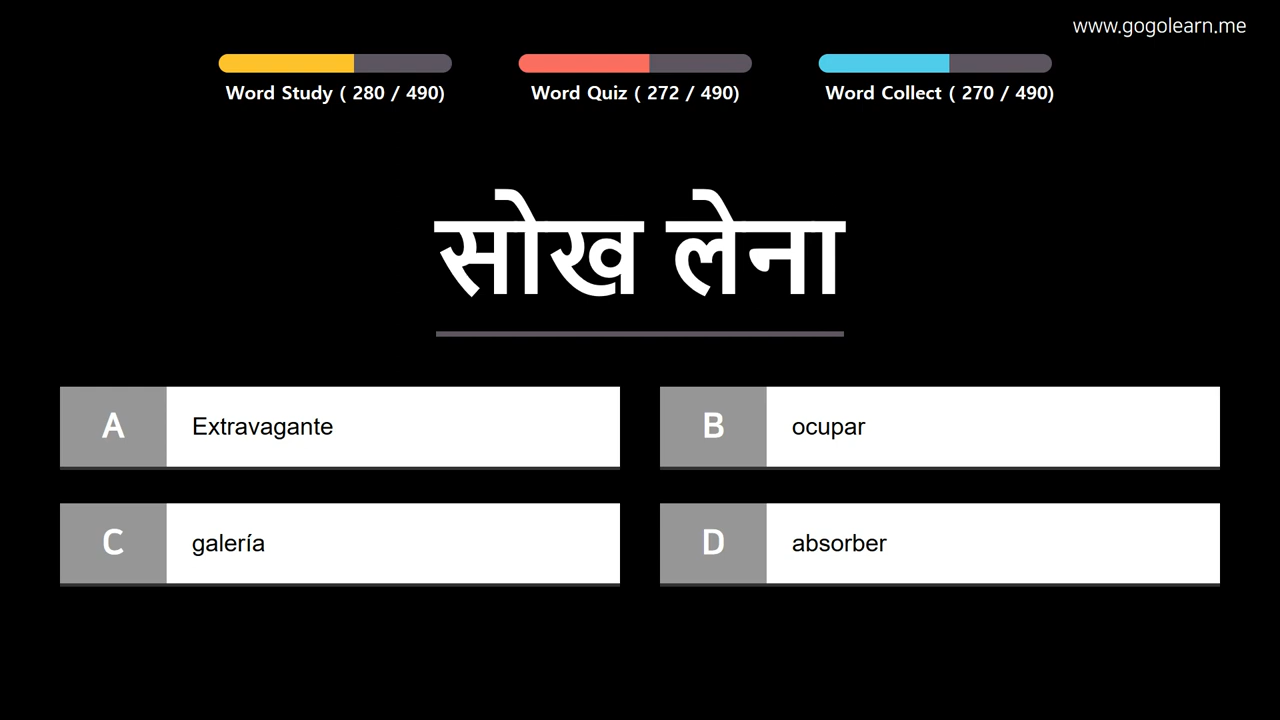 www.gogolearn.me
Word Study ( 280 / 490)
Word Quiz ( 272 / 490)
Word Collect ( 270 / 490)
सोख लेना
A Extravagante
B ocupar
C galería
D absorber